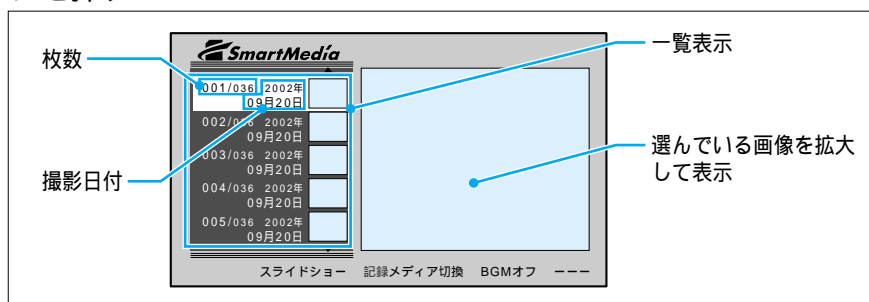 SmartMedia
枚数
一覧表示
001/036 2002年
09月20日
002/036 2002年
09月20日
003/036 2002年
09月20日
選んでいる画像を拡大
して表示
撮影日付
004/036 2002年
09月20日
005/036 2002年
09月20日
スライドショー 記録メディア切換 BGMオフ ーーー